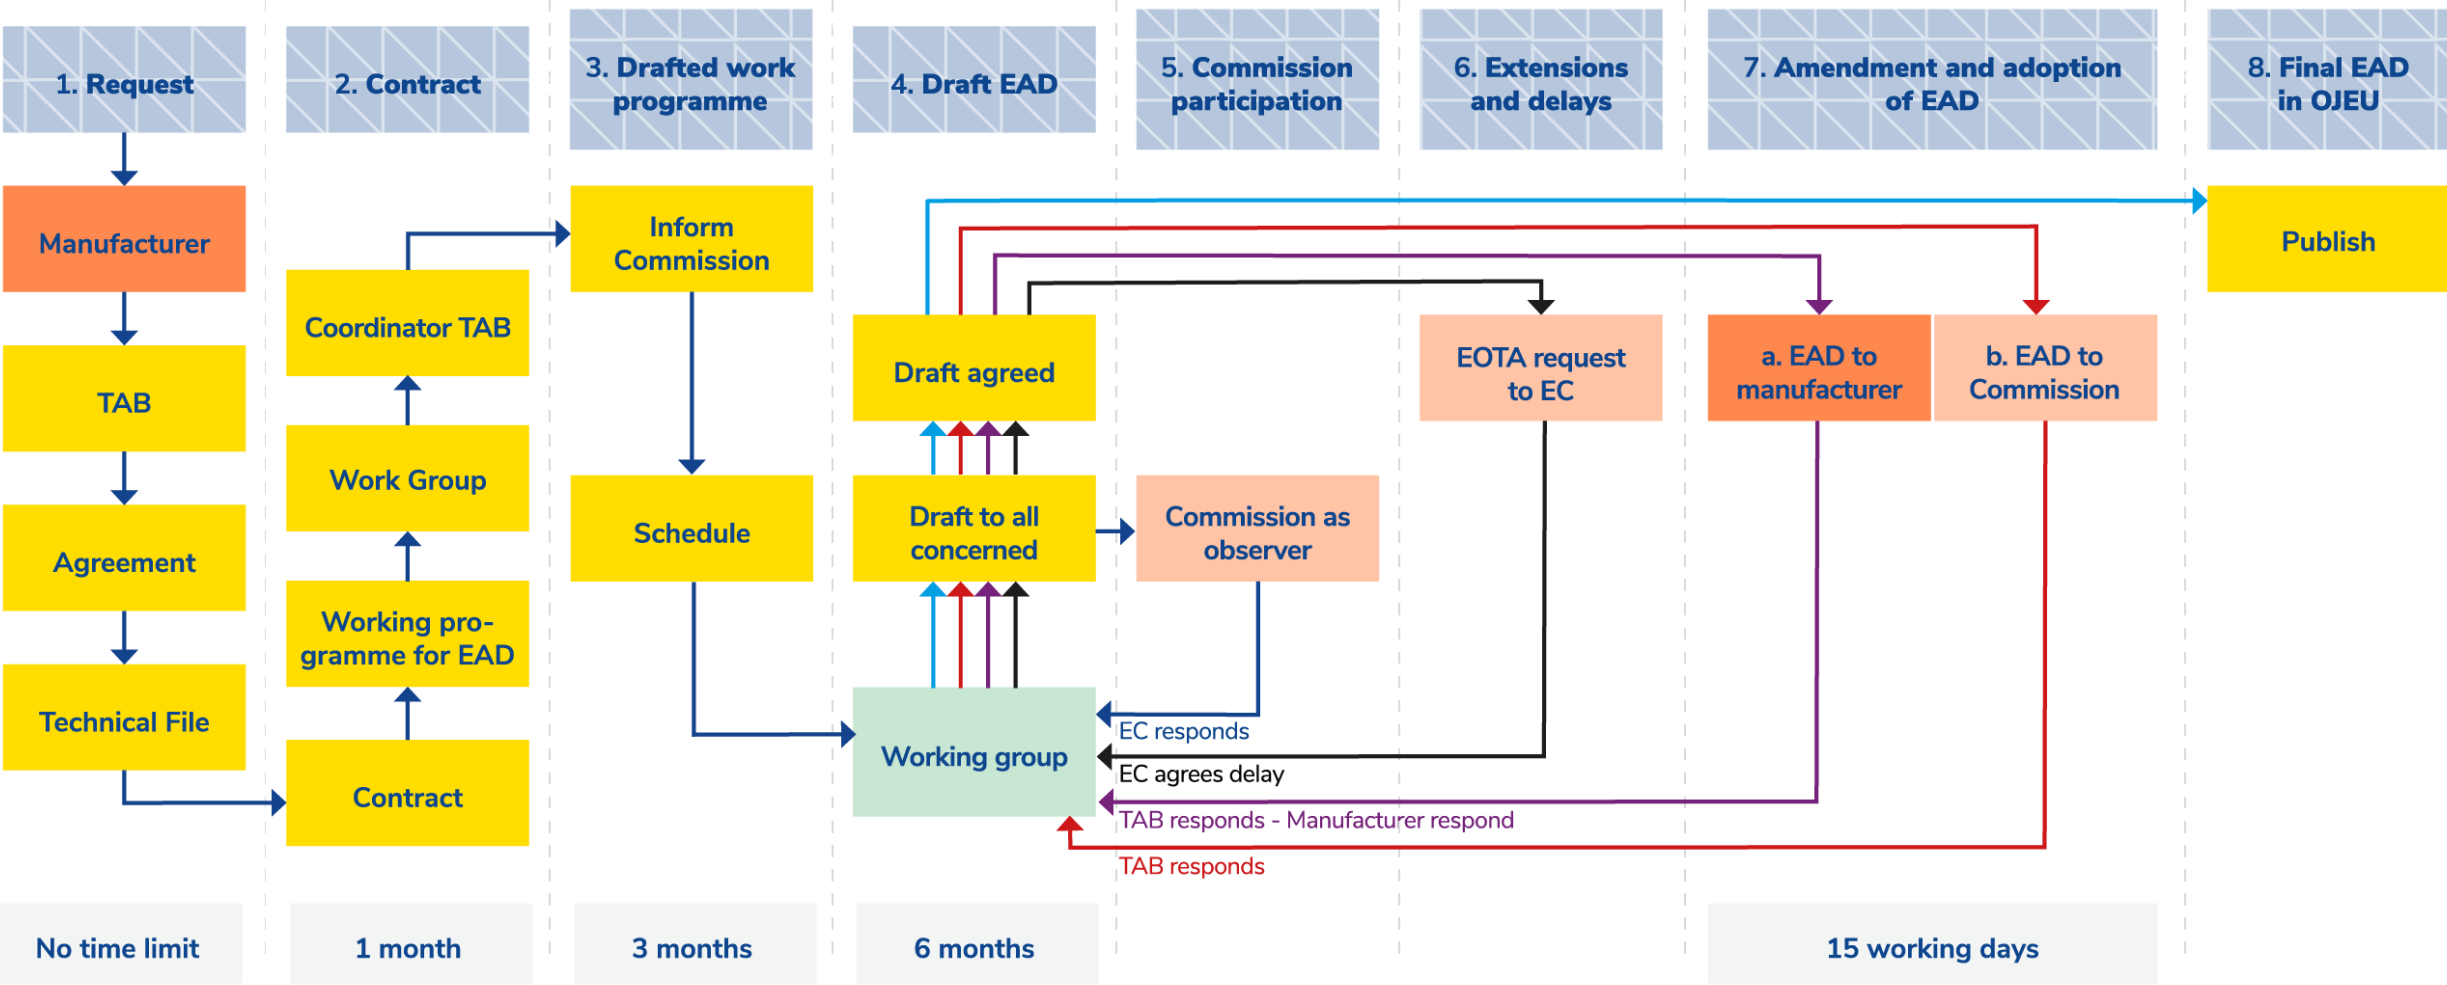 1. Request
2. Contract
3. Drafted work
programme
4. Draft EAD
5. Commission
participation
6. Extensions
and delays
7. Amendment and adoption
of EAD
8. Final EAD
in OJEU
Manufacturer
TAB
Agreement
Technical File
Coordinator TAB
Work Group
Working pro-
gramme for EAD
Contract
Inform
Commission
Schedule
Draft agreed
Draft to all
concerned
Working group
Commission as
observer
EOTA request
to EC
a. EAD to
manufacturer
b. EAD to
Commission
Publish
EC responds
EC agrees delay
TAB responds - Manufacturer respond
TAB responds
No time limit
1 month
3 months
6 months
15 working days